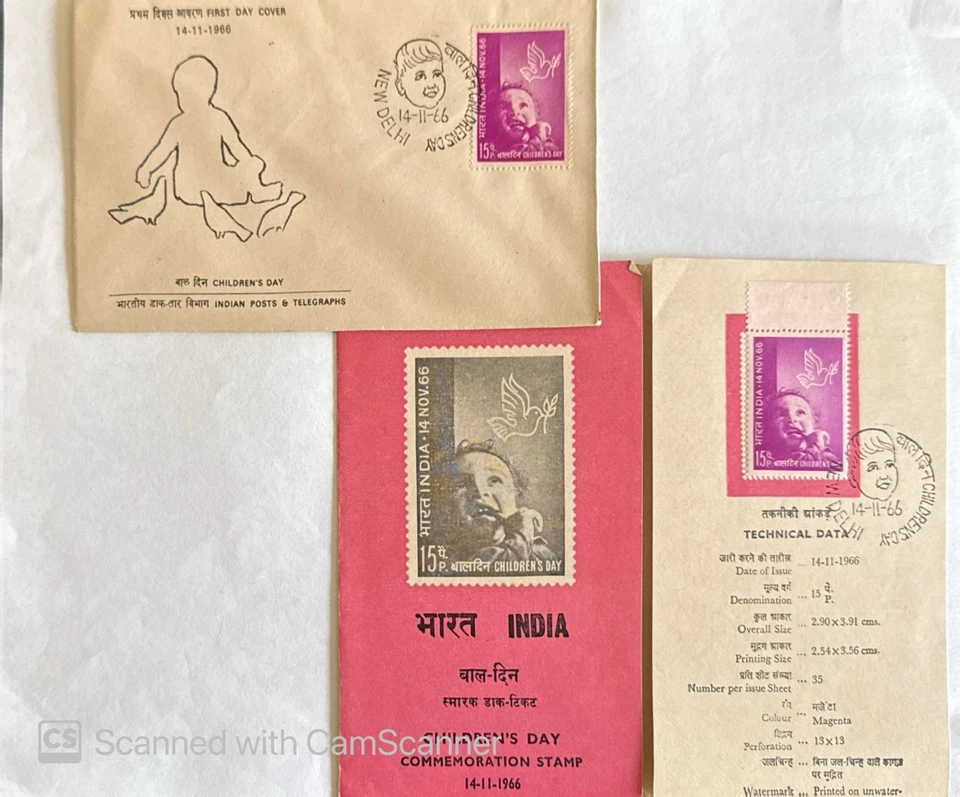 प्रथम दिवस आवरण FIRST DAY COVER
14-11-1966
बाल दिन CHILDREN'S DAY
NEW DELHI
14-11-66
भारत INDIA · 14 NOV. 66
15 पै. P. बालदिन CHILDREN'S DAY
बाल दिन CHILDREN'S DAY
भारतीय डाक-तार विभाग INDIAN POSTS & TELEGRAPHS
भारत INDIA · 14 NOV. 66
15 पै. P. बालदिन CHILDREN'S DAY
भारत INDIA
बाल-दिन
स्मारक डाक-टिकट
CHILDREN'S DAY
COMMEMORATION STAMP
14-11-1966
भारत INDIA · 14 NOV. 66
15 पै. P. बालदिन CHILDREN'S
बाल दिन CHILDREN'S DAY
NEW DELHI
14-11-66
तकनीकी आंकड़े
TECHNICAL DATA
जारी करने की तारीख
Date of Issue ... 14-11-1966
मूल्य वर्ग
Denomination ... 15 पै. P.
कुल आकार
Overall Size ... 2.90×3.91 cms.
मुद्रण आकार
Printing Size ... 2.54×3.56 cms.
प्रति शीट संख्या
Number per issue Sheet ... 35
रंग ... मजेंटा
Colour Magenta
छिद्रण
Perforation ... 13×13
जलचिन्ह ... बिना जल-चिन्ह वाले कागज़
पर मुद्रित
Watermark ... Printed on unwater-
CS Scanned with CamScanner